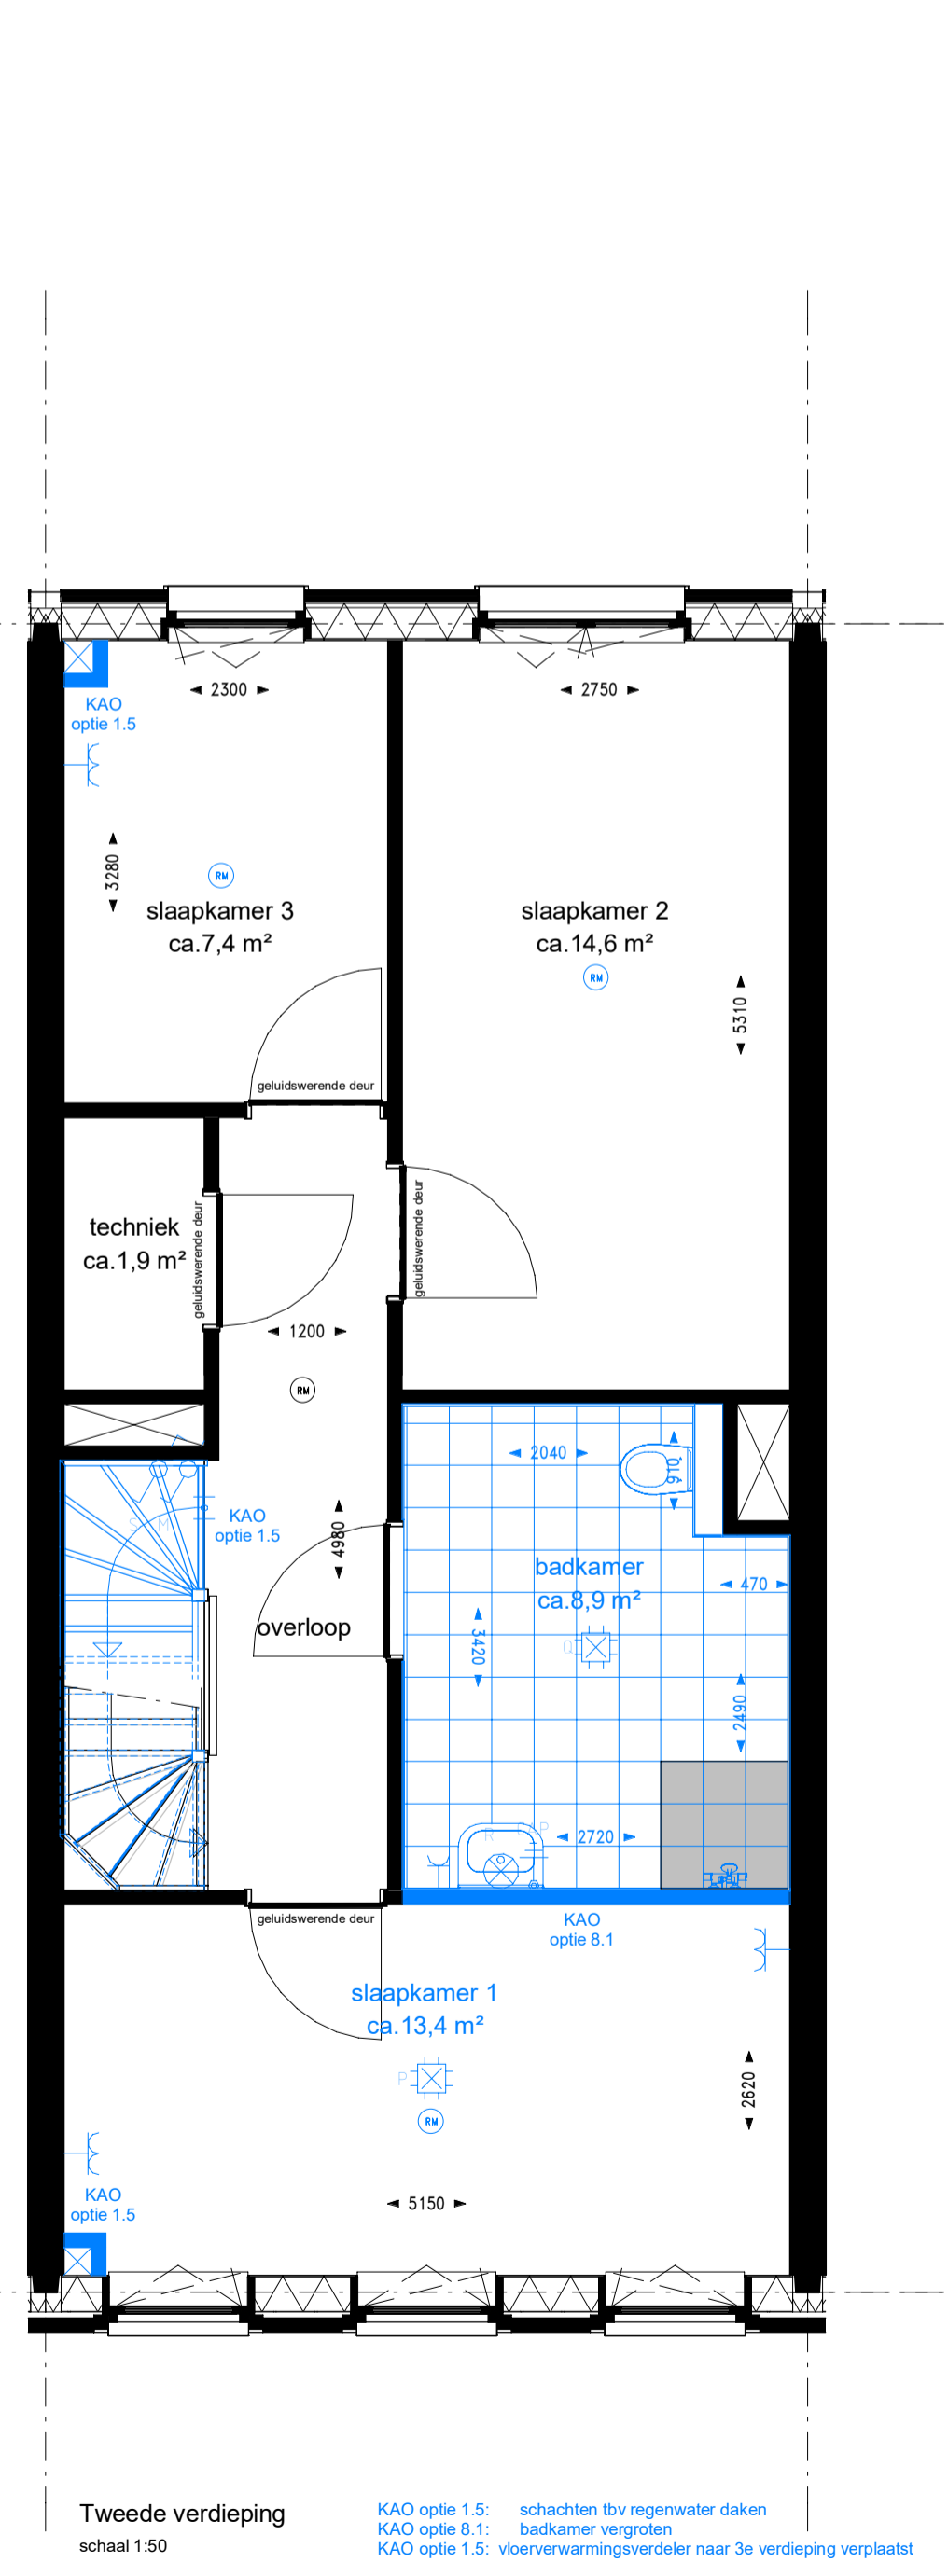 2300
2750
KAO
optie 1.5
3280
RM
slaapkamer 3
ca.7,4 m²
slaapkamer 2
ca.14,6 m²
RM
5310
geluidswerende deur
techniek
ca.1,9 m²
geluidswerende deur
geluidswerende deur
1200
RM
2040
910
S M
KAO
optie 1.5
4980
badkamer
ca.8,9 m²
470
overloop
3420
Q
2490
R
CAP
2720
geluidswerende deur
KAO
optie 8.1
slaapkamer 1
ca.13,4 m²
P
RM
2620
KAO
optie 1.5
5150
Tweede verdieping
schaal 1:50
KAO optie 1.5: schachten tbv regenwater daken
KAO optie 8.1: badkamer vergroten
KAO optie 1.5: vloerverwarmingsverdeler naar 3e verdieping verplaatst